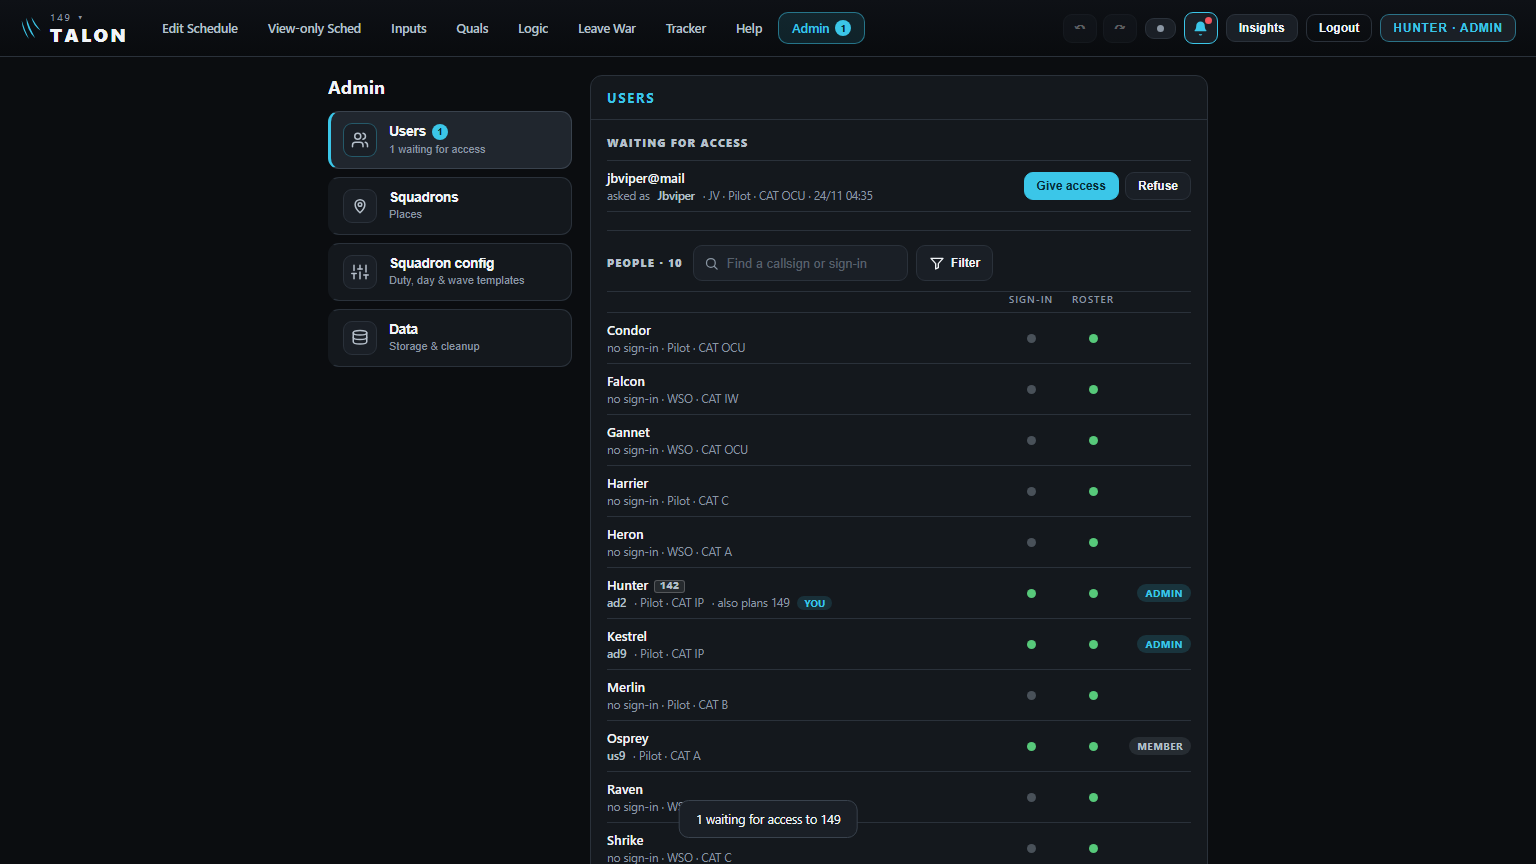 149 ▾
TALON
Edit Schedule
View-only Sched
Inputs
Quals
Logic
Leave War
Tracker
Help
Admin 1
Insights
Logout
HUNTER · ADMIN
Admin
Users 1
1 waiting for access
Squadrons
Places
Squadron config
Duty, day & wave templates
Data
Storage & cleanup
USERS
WAITING FOR ACCESS
jbviper@mail
asked as Jbviper · JV · Pilot · CAT OCU · 24/11 04:35
Give access
Refuse
PEOPLE · 10
Find a callsign or sign-in
Filter
SIGN-IN ROSTER
Condor
no sign-in · Pilot · CAT OCU
Falcon
no sign-in · WSO · CAT IW
Gannet
no sign-in · WSO · CAT OCU
Harrier
no sign-in · Pilot · CAT C
Heron
no sign-in · WSO · CAT A
Hunter 142
ad2 · Pilot · CAT IP · also plans 149 YOU
ADMIN
Kestrel
ad9 · Pilot · CAT IP
ADMIN
Merlin
no sign-in · Pilot · CAT B
Osprey
us9 · Pilot · CAT A
MEMBER
Raven
no sign-in
1 waiting for access to 149
Shrike
no sign-in · WSO · CAT C